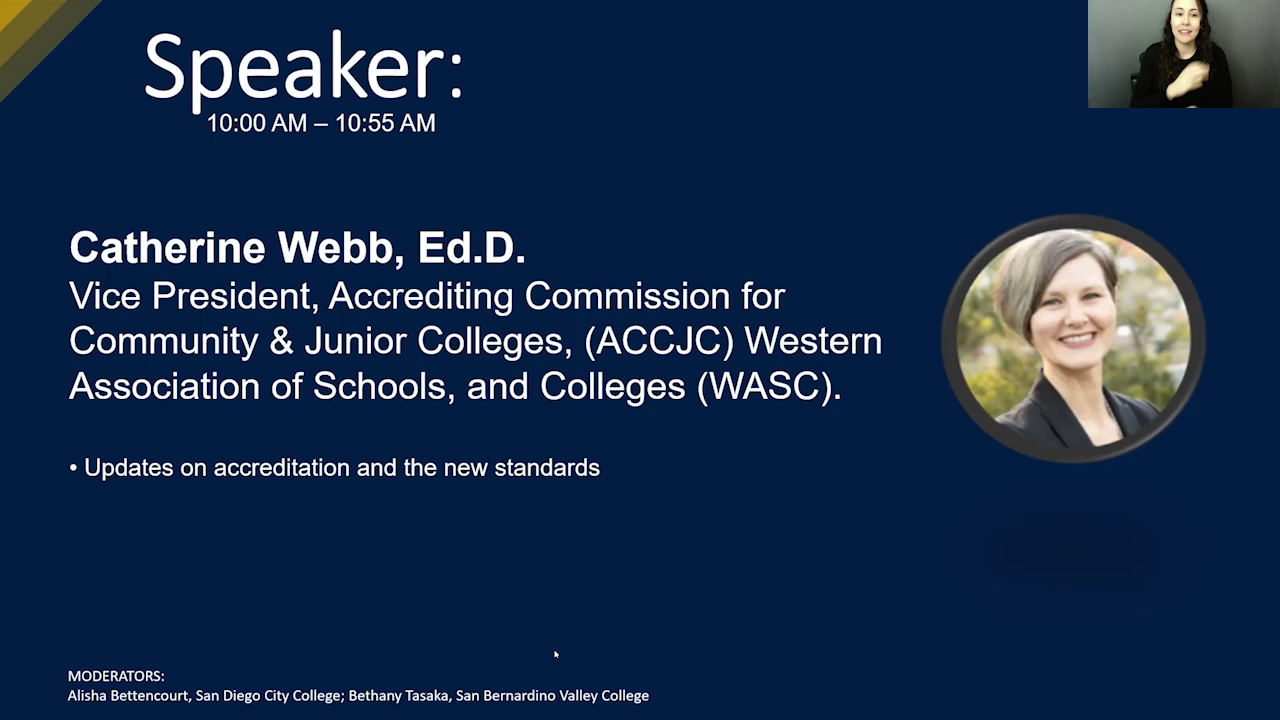 Speaker:
10:00 AM – 10:55 AM
Catherine Webb, Ed.D.
Vice President, Accrediting Commission for
Community & Junior Colleges, (ACCJC) Western
Association of Schools, and Colleges (WASC).
• Updates on accreditation and the new standards
MODERATORS:
Alisha Bettencourt, San Diego City College; Bethany Tasaka, San Bernardino Valley College